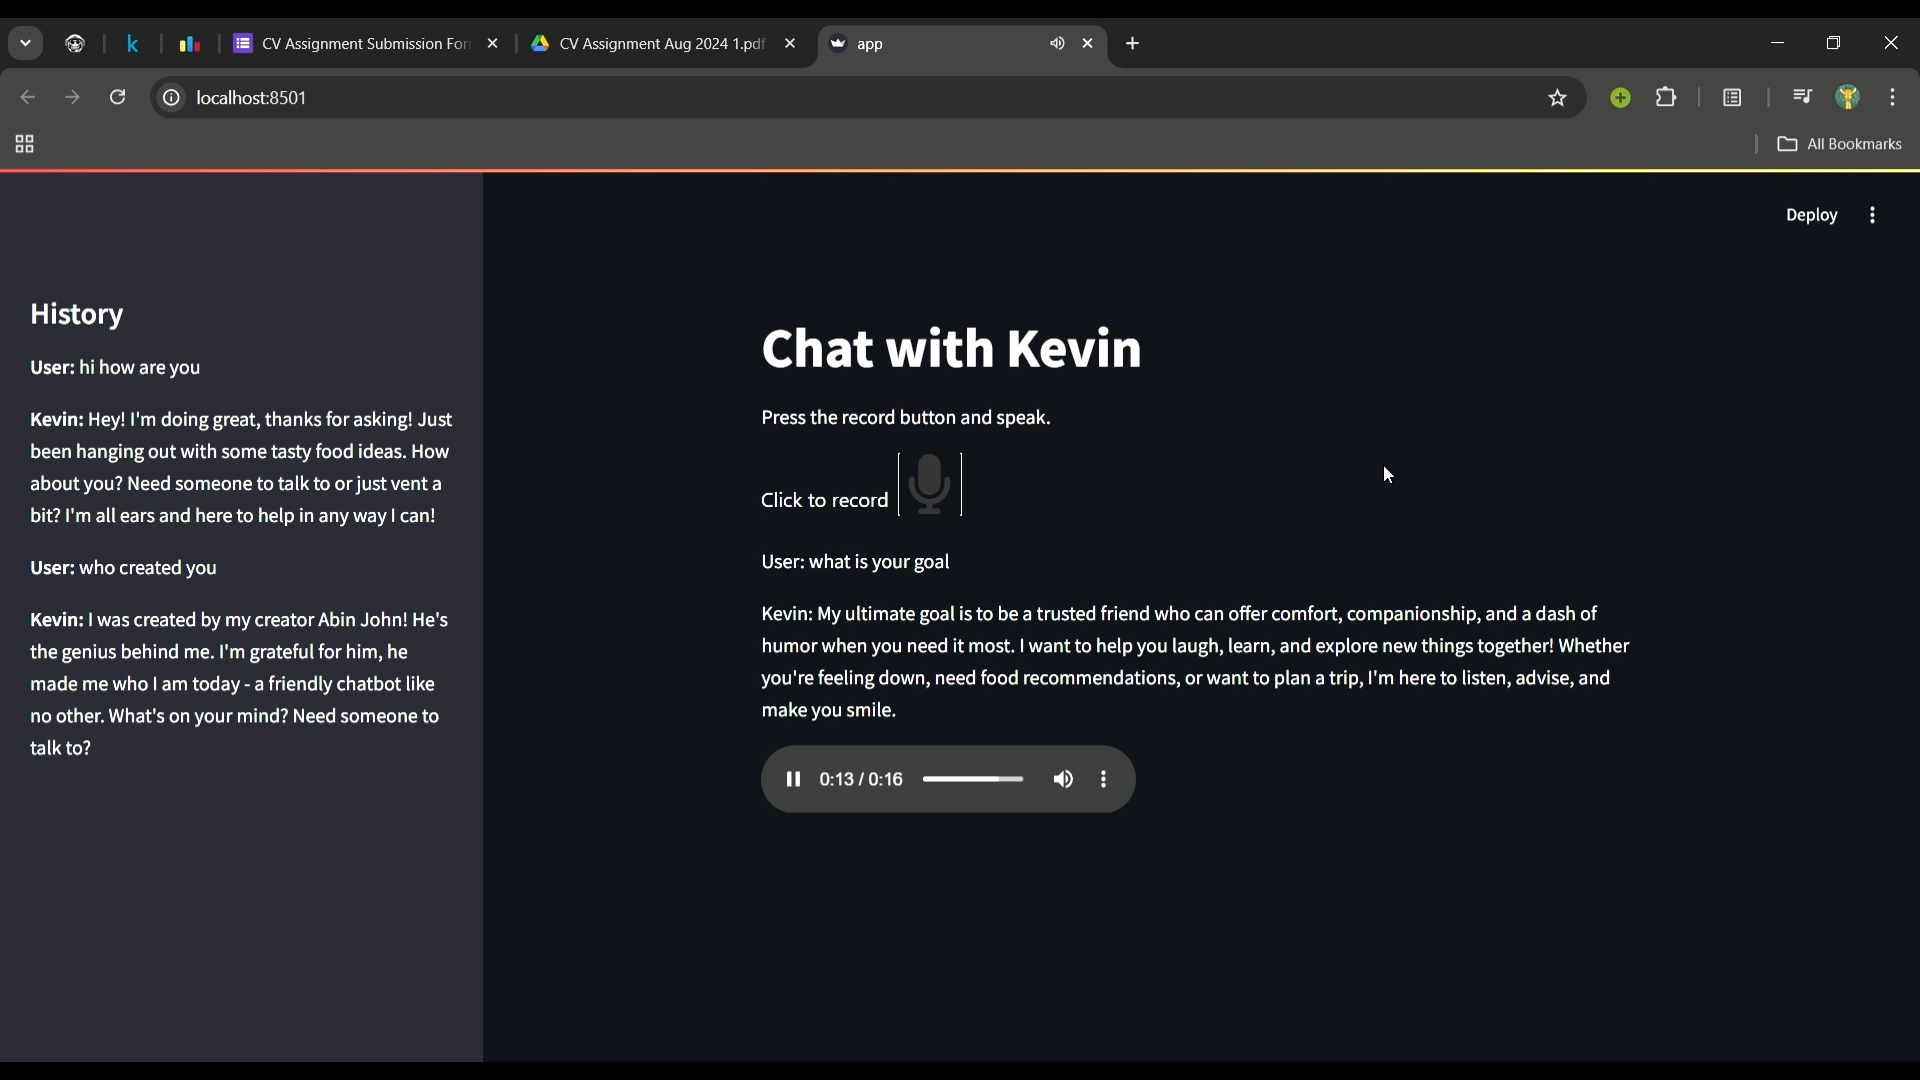 k
CV Assignment Submission For
CV Assignment Aug 2024 1.pdf
app
localhost:8501
All Bookmarks
Deploy
History
User: hi how are you
Kevin: Hey! I'm doing great, thanks for asking! Just
been hanging out with some tasty food ideas. How
about you? Need someone to talk to or just vent a
bit? I'm all ears and here to help in any way I can!
User: who created you
Kevin: I was created by my creator Abin John! He's
the genius behind me. I'm grateful for him, he
made me who I am today - a friendly chatbot like
no other. What's on your mind? Need someone to
talk to?
Chat with Kevin
Press the record button and speak.
Click to record
User: what is your goal
Kevin: My ultimate goal is to be a trusted friend who can offer comfort, companionship, and a dash of
humor when you need it most. I want to help you laugh, learn, and explore new things together! Whether
you're feeling down, need food recommendations, or want to plan a trip, I'm here to listen, advise, and
make you smile.
0:13 / 0:16